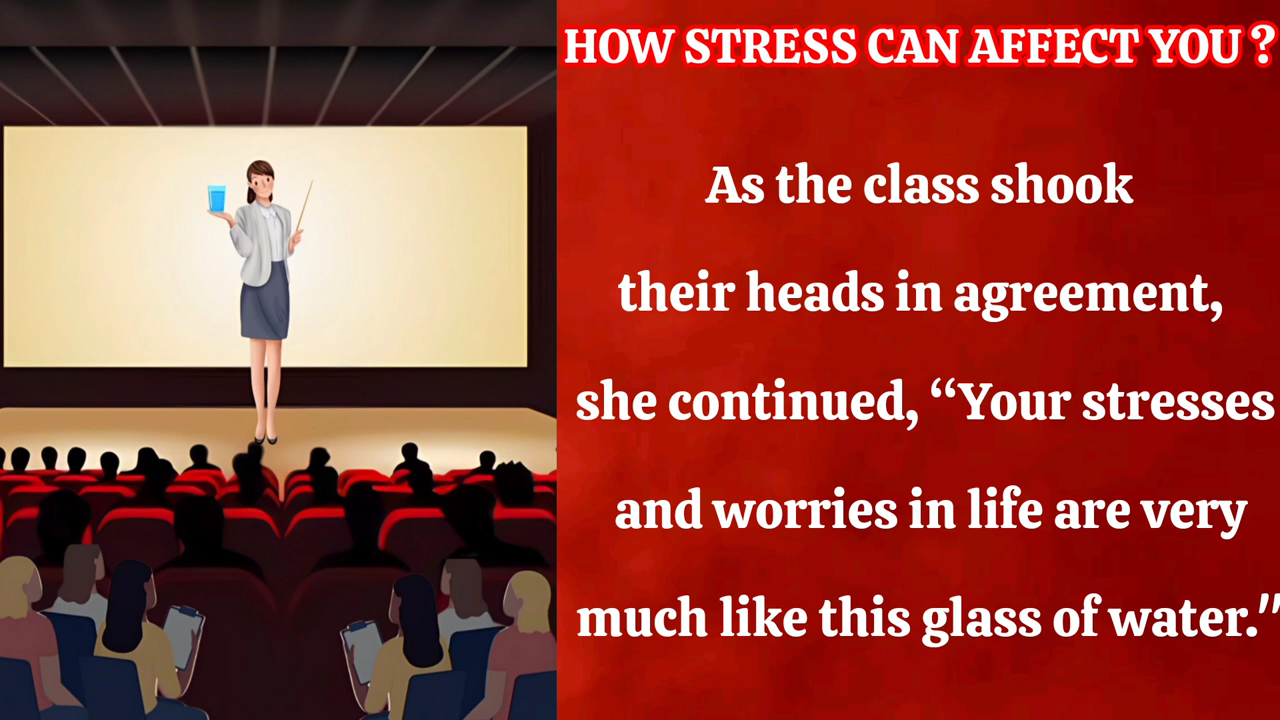 HOW STRESS CAN AFFECT YOU ?
As the class shook
their heads in agreement,
she continued, “Your stresses
and worries in life are very
much like this glass of water."